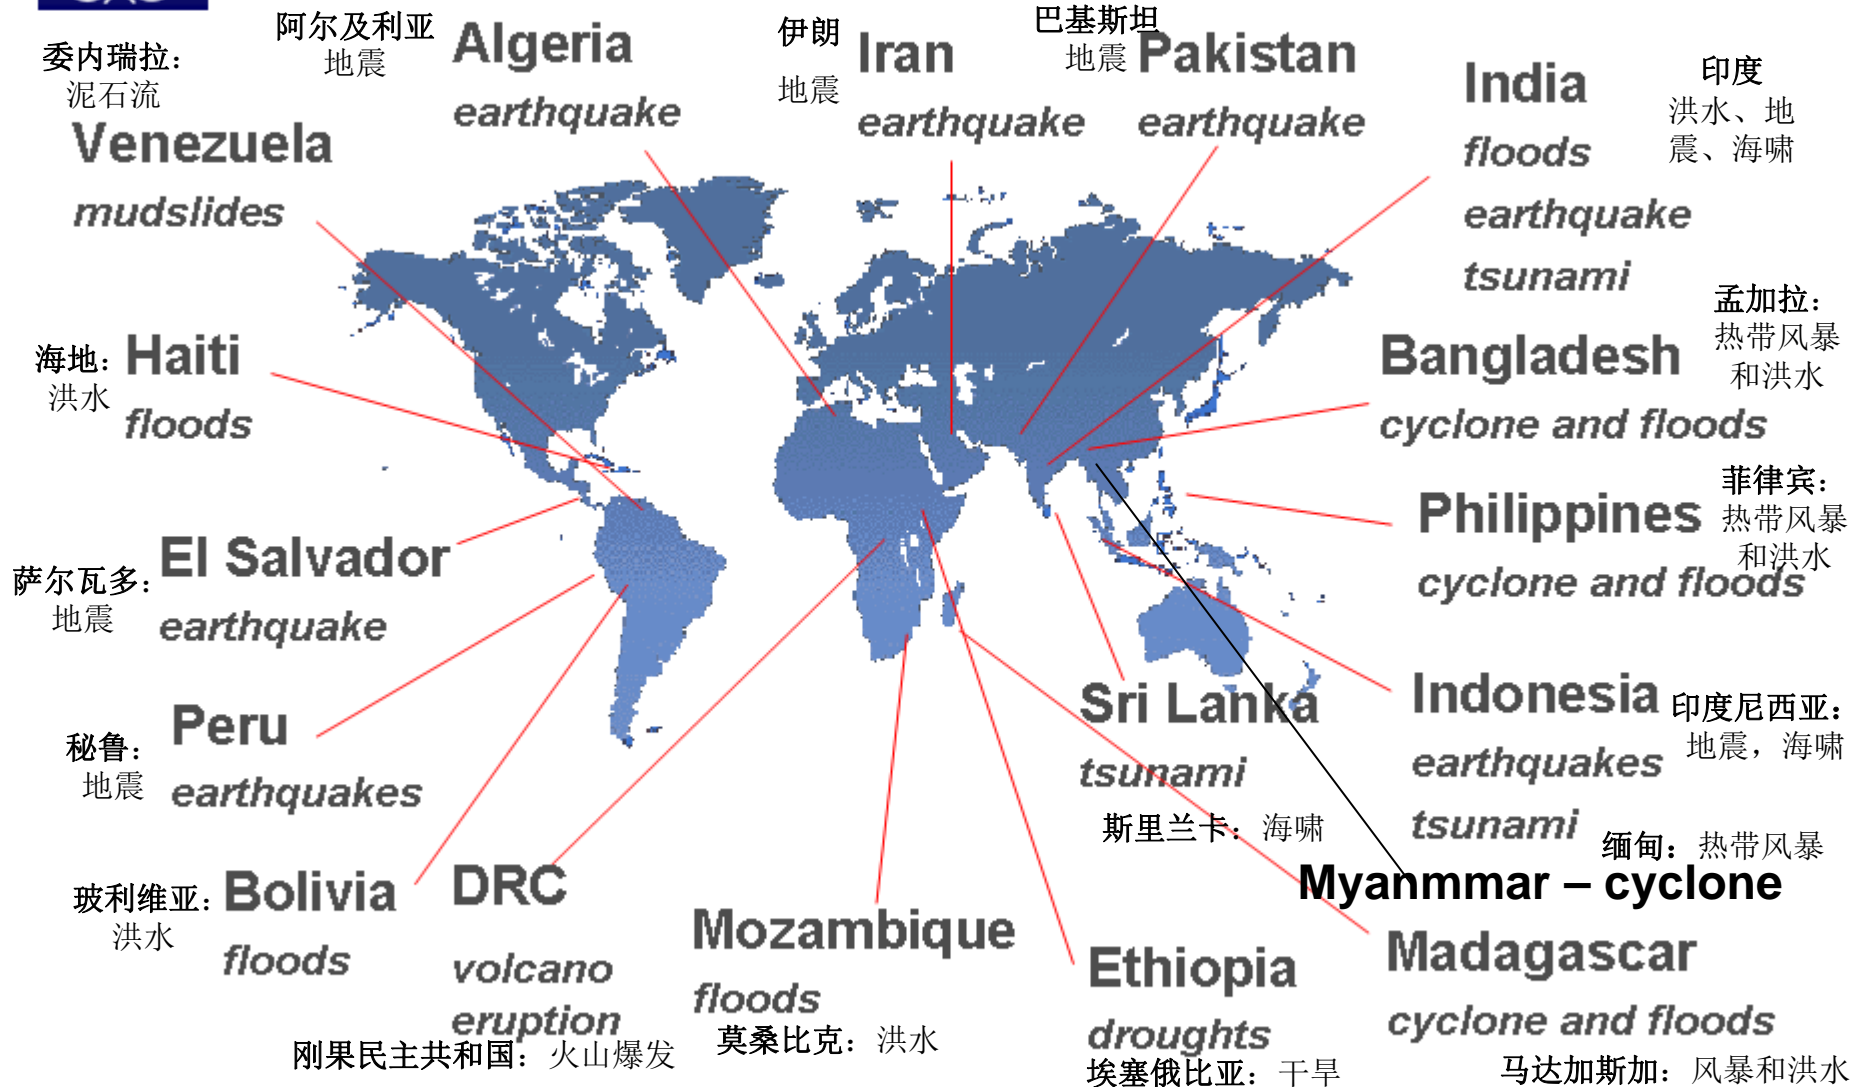 阿尔及利亚
地震
Algeria
earthquake
伊朗
地震
Iran
earthquake
巴基斯坦
地震
Pakistan
earthquake
委内瑞拉：
泥石流
Venezuela
mudslides
India
floods
earthquake
tsunami
印度
洪水、地
震、海啸
海地：
洪水
Haiti
floods
孟加拉：
热带风暴
和洪水
Bangladesh
cyclone and floods
菲律宾：
热带风暴
和洪水
Philippines
cyclone and floods
萨尔瓦多：
地震
El Salvador
earthquake
秘鲁：
地震
Peru
earthquakes
Sri Lanka
tsunami
斯里兰卡：海啸
Indonesia
earthquakes
tsunami
印度尼西亚：
地震，海啸
缅甸：热带风暴
Myanmmar – cyclone
玻利维亚：
洪水
Bolivia
floods
DRC
volcano
eruption
刚果民主共和国：火山爆发
Mozambique
floods
莫桑比克：洪水
Ethiopia
droughts
埃塞俄比亚：干旱
Madagascar
cyclone and floods
马达加斯加：风暴和洪水